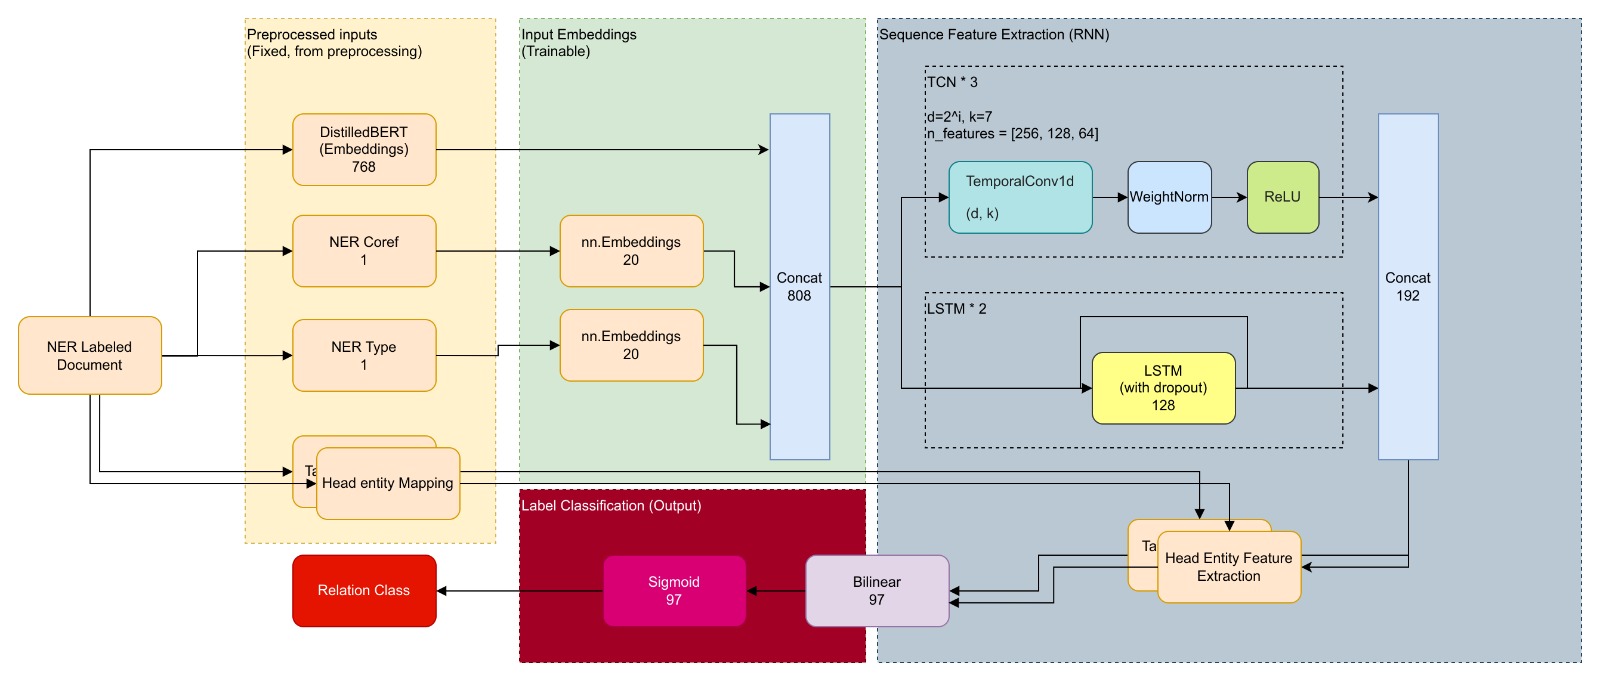 Preprocessed inputs
(Fixed, from preprocessing)
Input Embeddings
(Trainable)
Sequence Feature Extraction (RNN)
TCN * 3
d=2^i, k=7
n_features = [256, 128, 64]
DistilledBERT
(Embeddings)
768
TemporalConv1d
(d, k)
WeightNorm
ReLU
NER Coref
1
nn.Embeddings
20
Concat
808
Concat
192
LSTM * 2
NER Labeled
Document
NER Type
1
nn.Embeddings
20
LSTM
(with dropout)
128
Ta
Head entity Mapping
Label Classification (Output)
Ta
Head Entity Feature
Extraction
Relation Class
Sigmoid
97
Bilinear
97